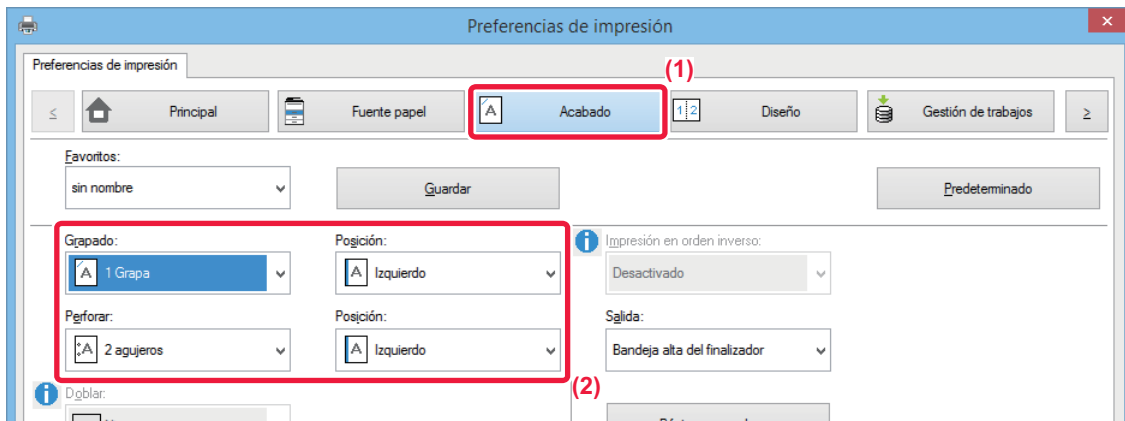 Preferencias de impresión
×
Preferencias de impresión
(1)
<
Principal
Fuente papel
A
Acabado
1 2
Diseño
Gestión de trabajos
>
Favoritos:
sin nombre
Guardar
Predeterminado
Grapado:
Posición:
Impresión en orden inverso:
A 1 Grapa
A Izquierdo
Desactivado
Perforar:
Posición:
Salida:
A 2 agujeros
A Izquierdo
Bandeja alta del finalizador
(2)
Doblar: